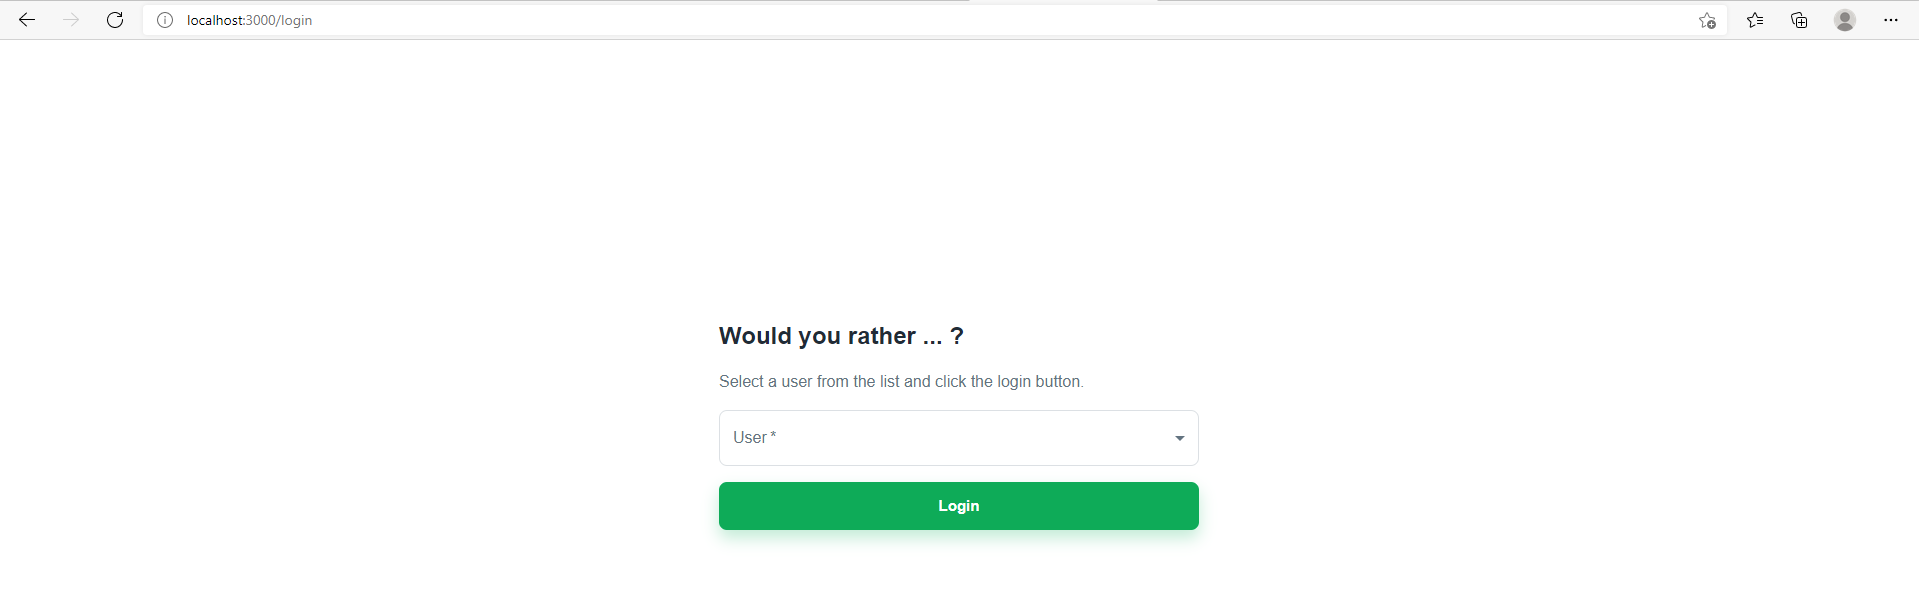 localhost:3000/login
Would you rather ... ?
Select a user from the list and click the login button.
User *
Login